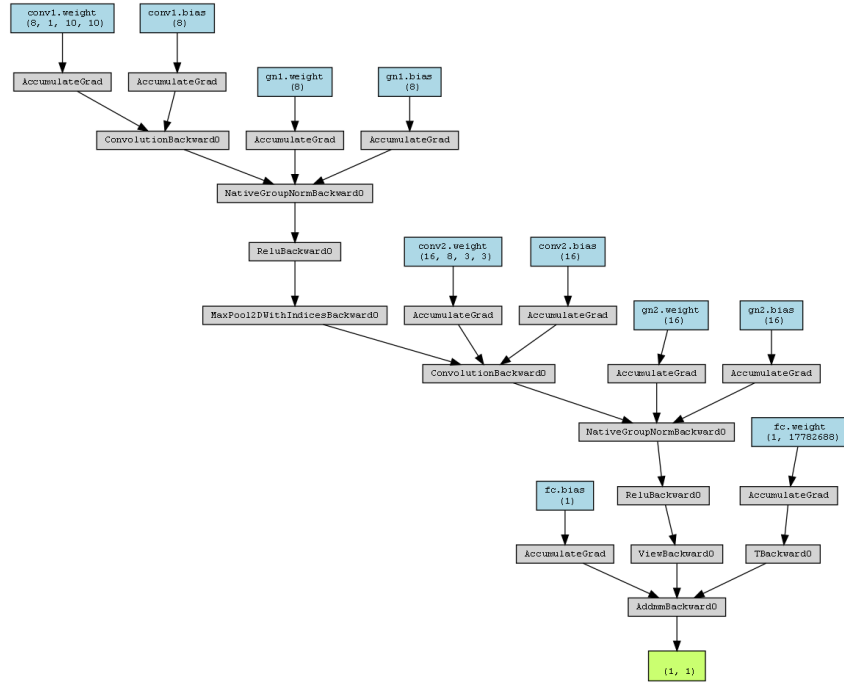 conv1.weight
(8, 1, 10, 10)
conv1.bias
(8)
AccumulateGrad
AccumulateGrad
gn1.weight
(8)
gn1.bias
(8)
ConvolutionBackward0
AccumulateGrad
AccumulateGrad
NativeGroupNormBackward0
ReluBackward0
conv2.weight
(16, 8, 3, 3)
conv2.bias
(16)
MaxPool2DWithIndicesBackward0
AccumulateGrad
AccumulateGrad
gn2.weight
(16)
gn2.bias
(16)
ConvolutionBackward0
AccumulateGrad
AccumulateGrad
NativeGroupNormBackward0
fc.weight
(1, 17782688)
fc.bias
(1)
ReluBackward0
AccumulateGrad
AccumulateGrad
ViewBackward0
TBackward0
AddmmBackward0
(1, 1)